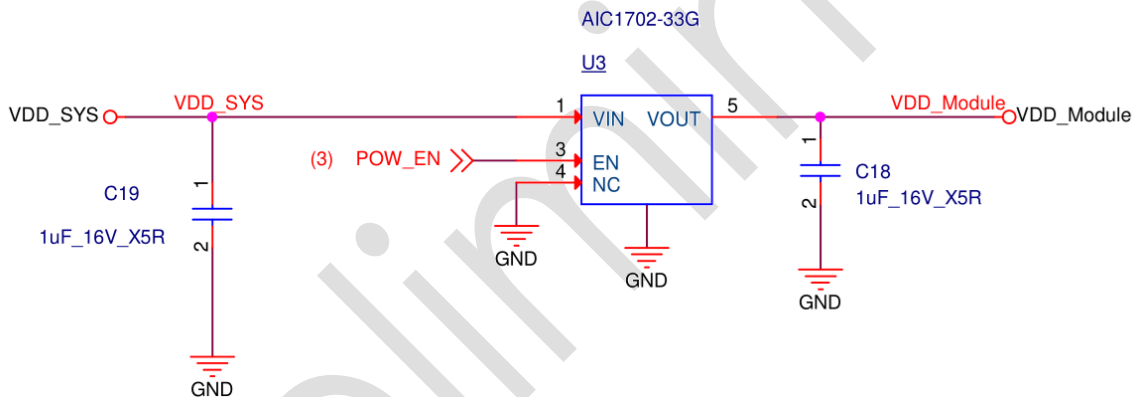 AIC1702-33G
U3
VDD_SYS
VDD_SYS
1
VIN
VOUT
5
VDD_Module
VDD_Module
(3)
POW_EN
3
EN
4
NC
C19
1
2
1uF_16V_X5R
1
2
C18
1uF_16V_X5R
GND
GND
GND
GND